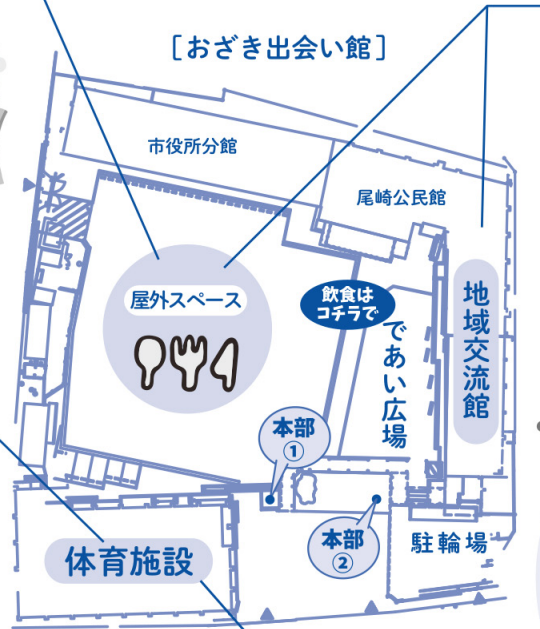 ［おざき出会い館］
市役所分館
尾崎公民館
屋外スペース
飲食は
コチラで
であい広場
地域交流館
本部
①
本部
②
駐輪場
体育施設